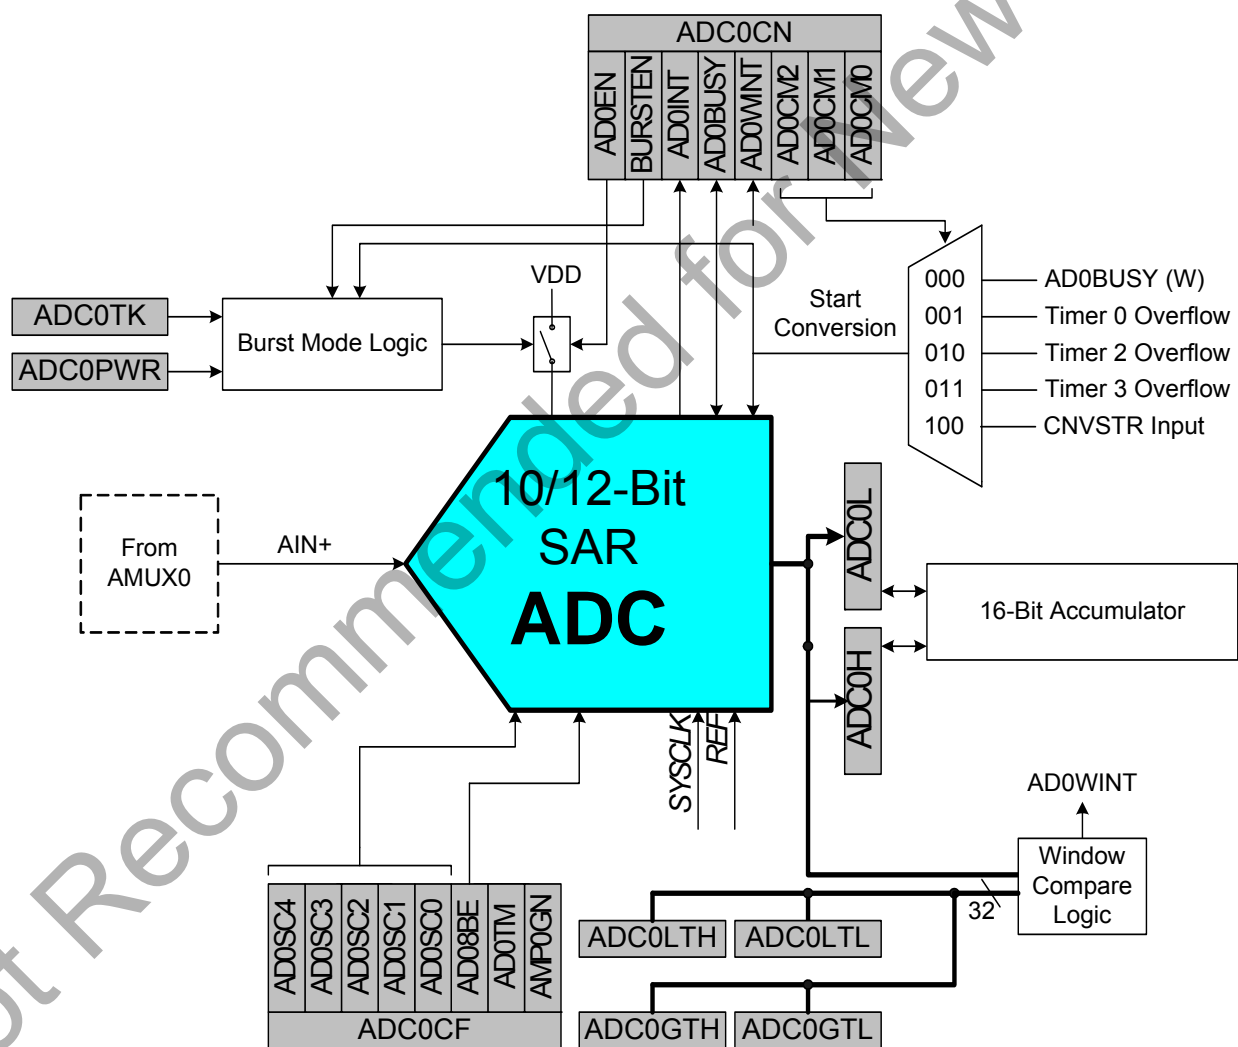 ADC0CN
AD0EN
BURSTEN
AD0INT
AD0BUSY
AD0WINT
AD0CM2
AD0CM1
AD0CM0
VDD
ADC0TK
ADC0PWR
Burst Mode Logic
Start
Conversion
000
001
010
011
100
AD0BUSY (W)
Timer 0 Overflow
Timer 2 Overflow
Timer 3 Overflow
CNVSTR Input
From
AMUX0
AIN+
10/12-Bit
SAR
ADC
ADC0L
ADC0H
16-Bit Accumulator
SYSCLK
REF
AD0WINT
Window
Compare
Logic
32
AD0SC4
AD0SC3
AD0SC2
AD0SC1
AD0SC0
AD08BE
AD0TM
AMP0GN
ADC0CF
ADC0LTH
ADC0LTL
ADC0GTH
ADC0GTL
ot Recommended for New